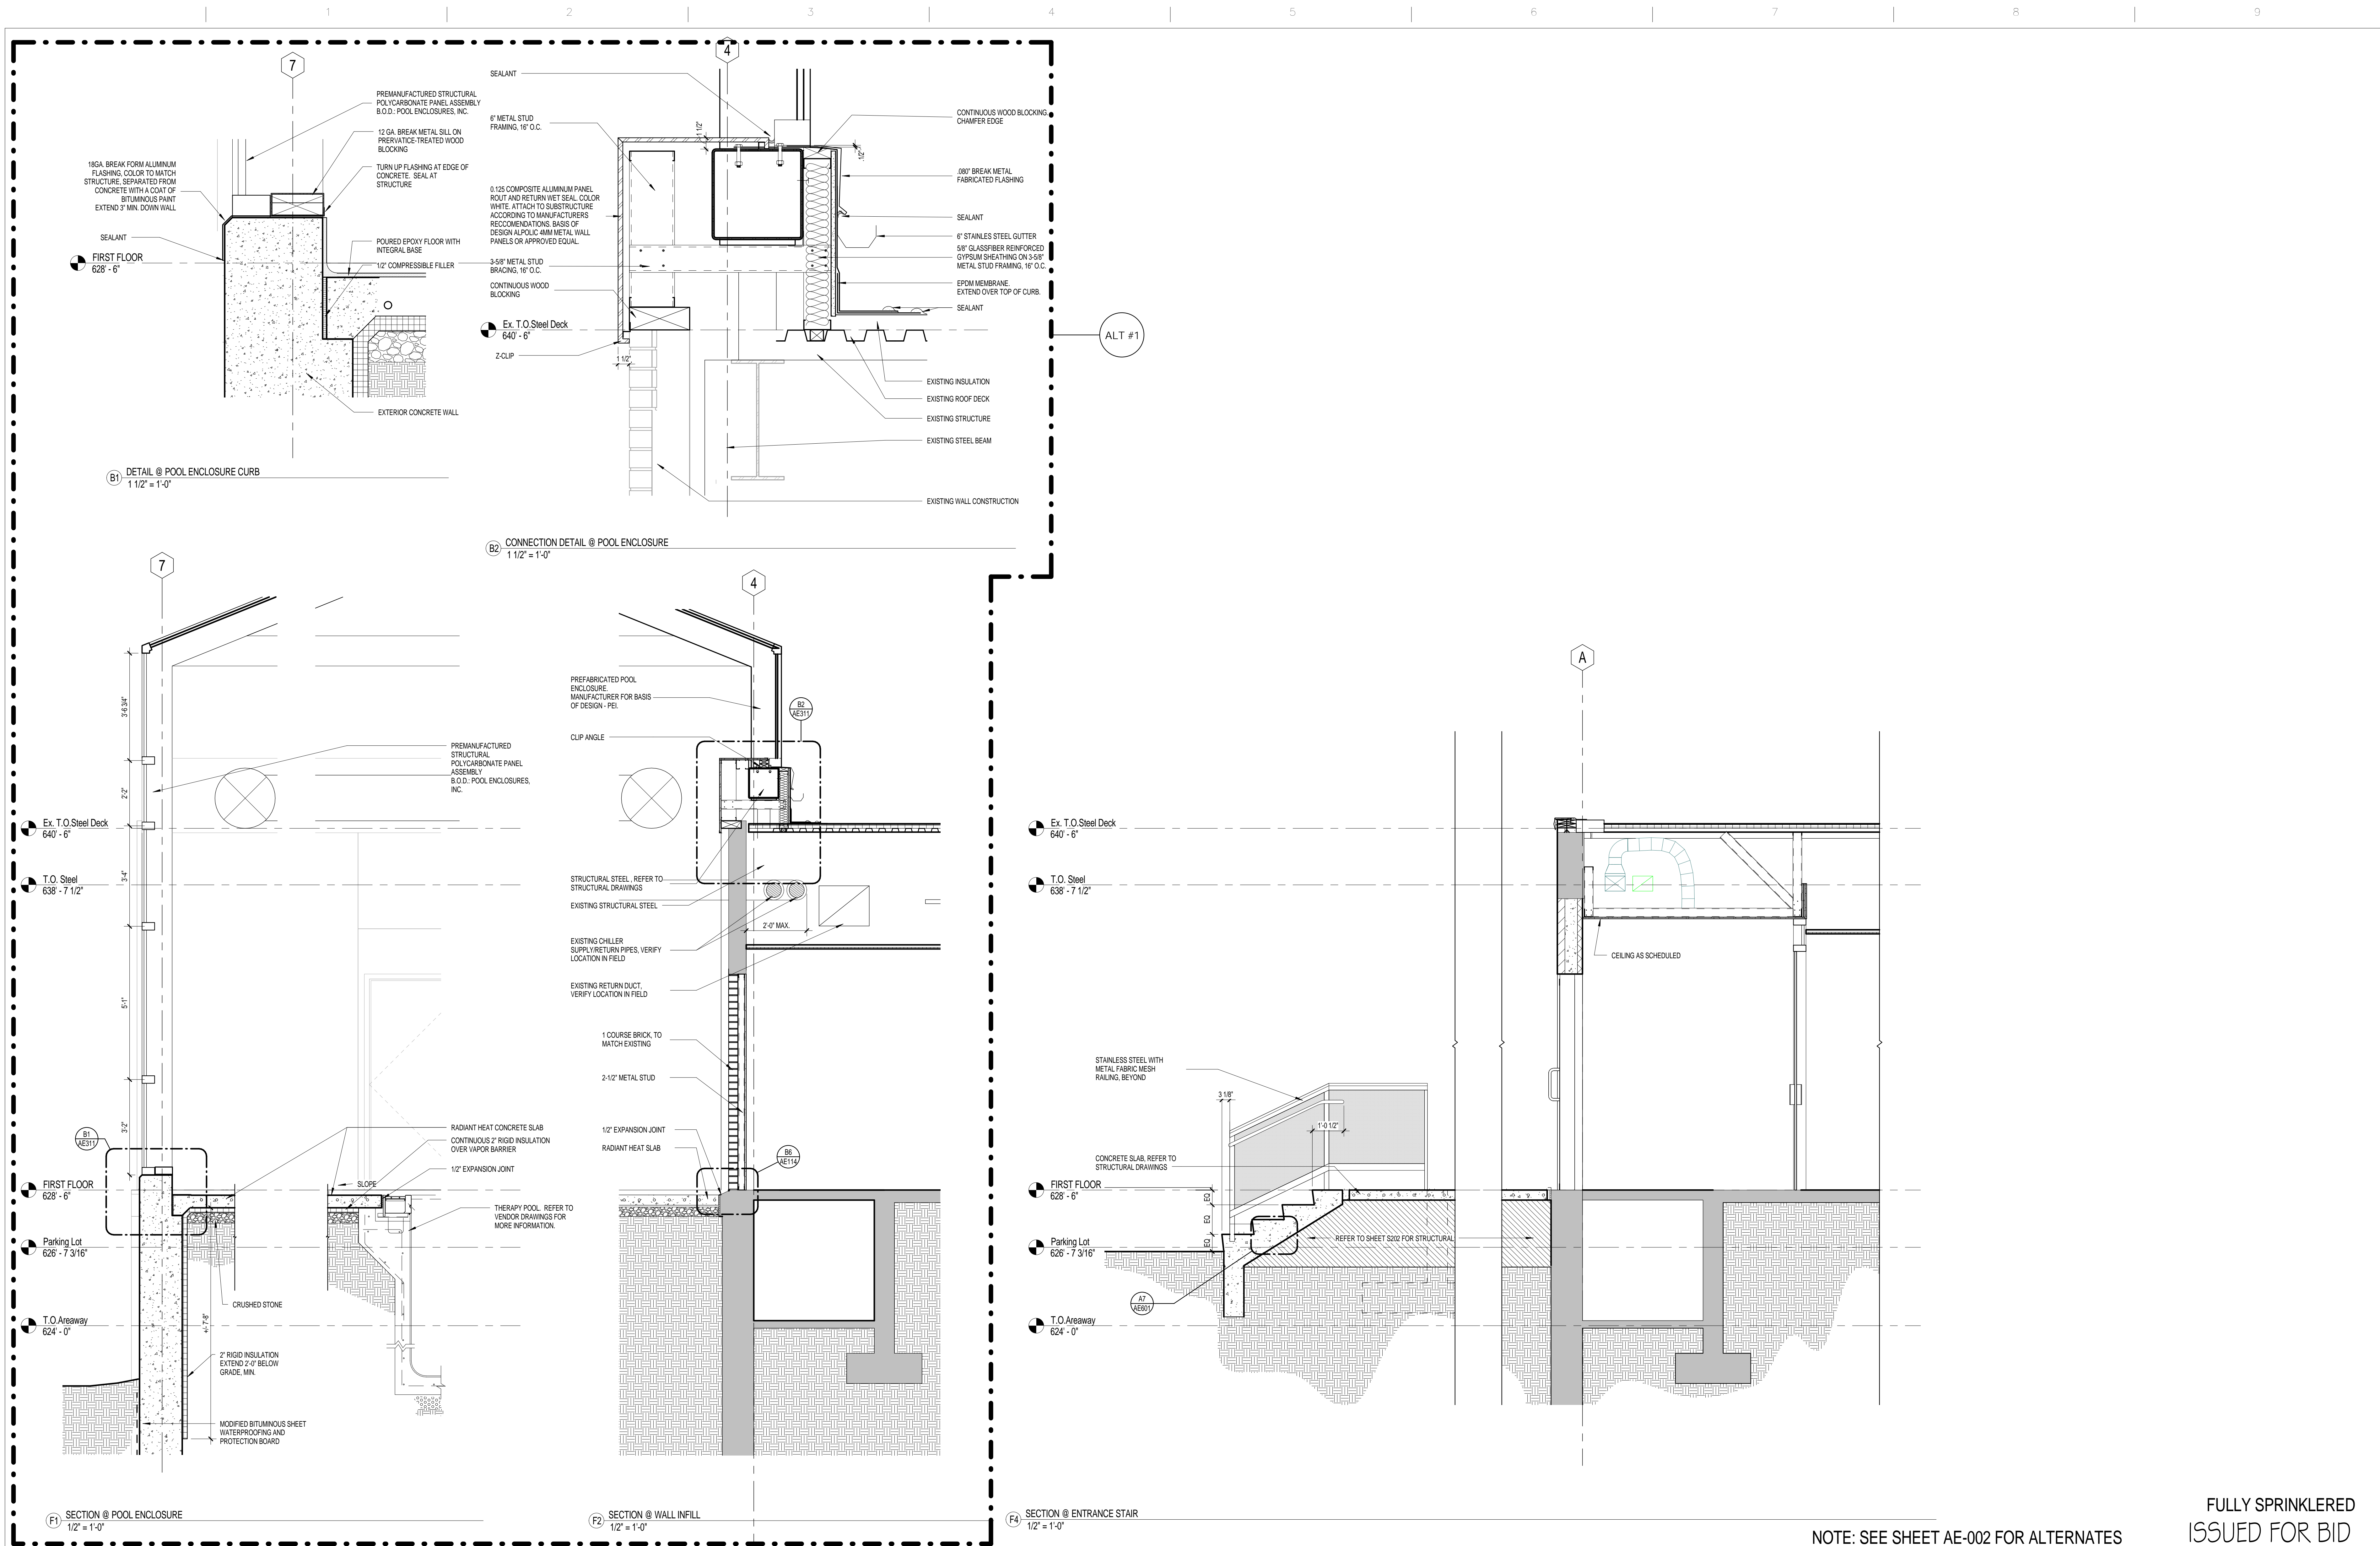 1
2
3
4
5
6
7
8
9
7
PREMANUFACTURED STRUCTURAL
POLYCARBONATE PANEL ASSEMBLY
B.O.D.: POOL ENCLOSURES, INC.
12 GA. BREAK METAL SILL ON
PRERVATICE-TREATED WOOD
BLOCKING
18GA. BREAK FORM ALUMINUM
FLASHING, COLOR TO MATCH
STRUCTURE, SEPARATED FROM
CONCRETE WITH A COAT OF
BITUMINOUS PAINT
EXTEND 3" MIN. DOWN WALL
TURN UP FLASHING AT EDGE OF
CONCRETE. SEAL AT
STRUCTURE
SEALANT
POURED EPOXY FLOOR WITH
INTEGRAL BASE
FIRST FLOOR
628' - 6"
1/2" COMPRESSIBLE FILLER
EXTERIOR CONCRETE WALL
B1
DETAIL @ POOL ENCLOSURE CURB
1 1/2" = 1'-0"
4
SEALANT
6" METAL STUD
FRAMING, 16" O.C.
1 1/2"
1/2"
CONTINUOUS WOOD BLOCKING.
CHAMFER EDGE
.080" BREAK METAL
FABRICATED FLASHING
0.125 COMPOSITE ALUMINUM PANEL
ROUT AND RETURN WET SEAL. COLOR
WHITE. ATTACH TO SUBSTRUCTURE
ACCORDING TO MANUFACTURERS
RECCOMENDATIONS. BASIS OF
DESIGN ALPOLIC 4MM METAL WALL
PANELS OR APPROVED EQUAL.
SEALANT
6" STAINLES STEEL GUTTER
5/8" GLASSFIBER REINFORCED
GYPSUM SHEATHING ON 3-5/8"
METAL STUD FRAMING, 16" O.C.
3-5/8" METAL STUD
BRACING, 16" O.C.
CONTINUOUS WOOD
BLOCKING
EPDM MEMBRANE.
EXTEND OVER TOP OF CURB.
SEALANT
Ex. T.O.Steel Deck
640' - 6"
Z-CLIP
1 1/2"
EXISTING INSULATION
EXISTING ROOF DECK
EXISTING STRUCTURE
EXISTING STEEL BEAM
EXISTING WALL CONSTRUCTION
B2
CONNECTION DETAIL @ POOL ENCLOSURE
1 1/2" = 1'-0"
ALT #1
7
3'-6 3/4"
2'-2"
3'-4"
5'-1"
3'-2"
PREMANUFACTURED
STRUCTURAL
POLYCARBONATE PANEL
ASSEMBLY
B.O.D.: POOL ENCLOSURES,
INC.
Ex. T.O.Steel Deck
640' - 6"
T.O. Steel
638' - 7 1/2"
B1
AE311
RADIANT HEAT CONCRETE SLAB
CONTINUOUS 2" RIGID INSULATION
OVER VAPOR BARRIER
1/2" EXPANSION JOINT
SLOPE
FIRST FLOOR
628' - 6"
THERAPY POOL. REFER TO
VENDOR DRAWINGS FOR
MORE INFORMATION.
Parking Lot
626' - 7 3/16"
CRUSHED STONE
T.O.Areaway
624' - 0"
+/- 7'-8"
2" RIGID INSULATION
EXTEND 2'-0" BELOW
GRADE, MIN.
MODIFIED BITUMINOUS SHEET
WATERPROOFING AND
PROTECTION BOARD
F1
SECTION @ POOL ENCLOSURE
1/2" = 1'-0"
4
PREFABRICATED POOL
ENCLOSURE.
MANUFACTURER FOR BASIS
OF DESIGN - PEI.
B2
AE311
CLIP ANGLE
STRUCTURAL STEEL , REFER TO
STRUCTURAL DRAWINGS
EXISTING STRUCTURAL STEEL
2'-0" MAX.
EXISTING CHILLER
SUPPLY/RETURN PIPES, VERIFY
LOCATION IN FIELD
EXISTING RETURN DUCT,
VERIFY LOCATION IN FIELD
1 COURSE BRICK, TO
MATCH EXISTING
2-1/2" METAL STUD
1/2" EXPANSION JOINT
RADIANT HEAT SLAB
B6
AE114
F2
SECTION @ WALL INFILL
1/2" = 1'-0"
A
Ex. T.O.Steel Deck
640' - 6"
T.O. Steel
638' - 7 1/2"
CEILING AS SCHEDULED
STAINLESS STEEL WITH
METAL FABRIC MESH
RAILING, BEYOND
3 1/8"
1'-0 1/2"
CONCRETE SLAB, REFER TO
STRUCTURAL DRAWINGS
FIRST FLOOR
628' - 6"
EQ
EQ
EQ
REFER TO SHEET S202 FOR STRUCTURAL
Parking Lot
626' - 7 3/16"
A7
AE601
T.O.Areaway
624' - 0"
F4
SECTION @ ENTRANCE STAIR
1/2" = 1'-0"
FULLY SPRINKLERED
ISSUED FOR BID
NOTE: SEE SHEET AE-002 FOR ALTERNATES